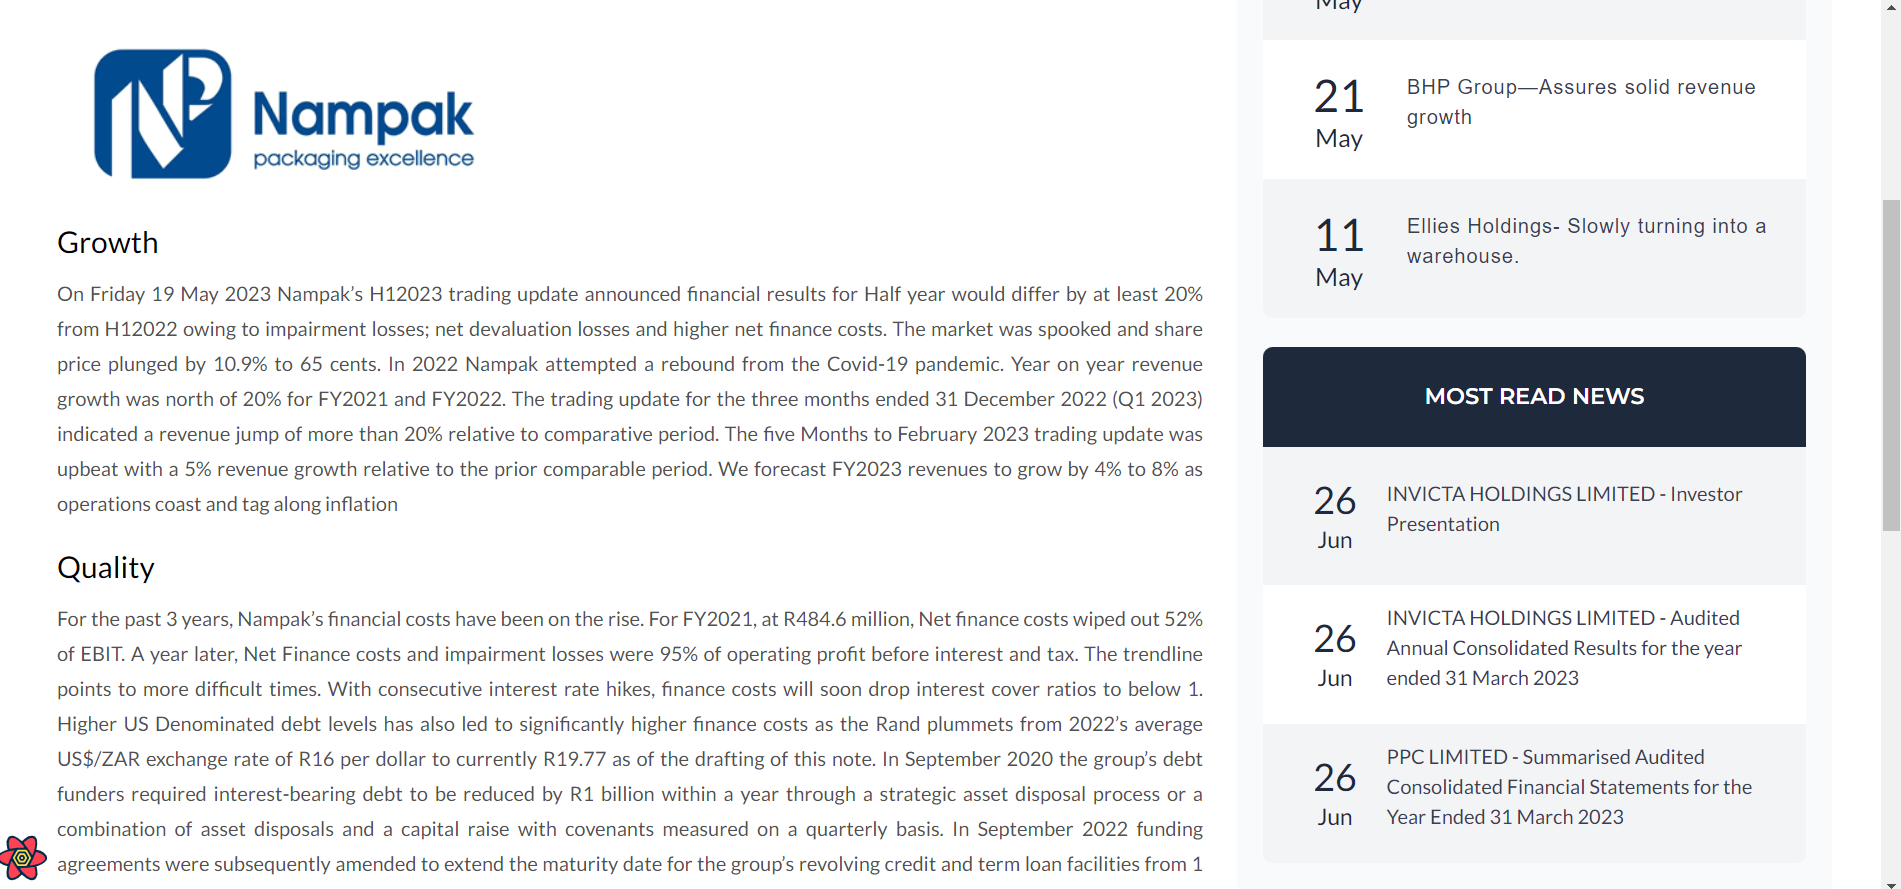 Nampak
packaging excellence
Growth
On Friday 19 May 2023 Nampak’s H12023 trading update announced financial results for Half year would differ by at least 20%
from H12022 owing to impairment losses; net devaluation losses and higher net finance costs. The market was spooked and share
price plunged by 10.9% to 65 cents. In 2022 Nampak attempted a rebound from the Covid-19 pandemic. Year on year revenue
growth was north of 20% for FY2021 and FY2022. The trading update for the three months ended 31 December 2022 (Q1 2023)
indicated a revenue jump of more than 20% relative to comparative period. The five Months to February 2023 trading update was
upbeat with a 5% revenue growth relative to the prior comparable period. We forecast FY2023 revenues to grow by 4% to 8% as
operations coast and tag along inflation
Quality
For the past 3 years, Nampak’s financial costs have been on the rise. For FY2021, at R484.6 million, Net finance costs wiped out 52%
of EBIT. A year later, Net Finance costs and impairment losses were 95% of operating profit before interest and tax. The trendline
points to more difficult times. With consecutive interest rate hikes, finance costs will soon drop interest cover ratios to below 1.
Higher US Denominated debt levels has also led to significantly higher finance costs as the Rand plummets from 2022’s average
US$/ZAR exchange rate of R16 per dollar to currently R19.77 as of the drafting of this note. In September 2020 the group’s debt
funders required interest-bearing debt to be reduced by R1 billion within a year through a strategic asset disposal process or a
combination of asset disposals and a capital raise with covenants measured on a quarterly basis. In September 2022 funding
agreements were subsequently amended to extend the maturity date for the group’s revolving credit and term loan facilities from 1
May
21
May
BHP Group—Assures solid revenue
growth
11
May
Ellies Holdings- Slowly turning into a
warehouse.
MOST READ NEWS
26
Jun
INVICTA HOLDINGS LIMITED - Investor
Presentation
26
Jun
INVICTA HOLDINGS LIMITED - Audited
Annual Consolidated Results for the year
ended 31 March 2023
26
Jun
PPC LIMITED - Summarised Audited
Consolidated Financial Statements for the
Year Ended 31 March 2023